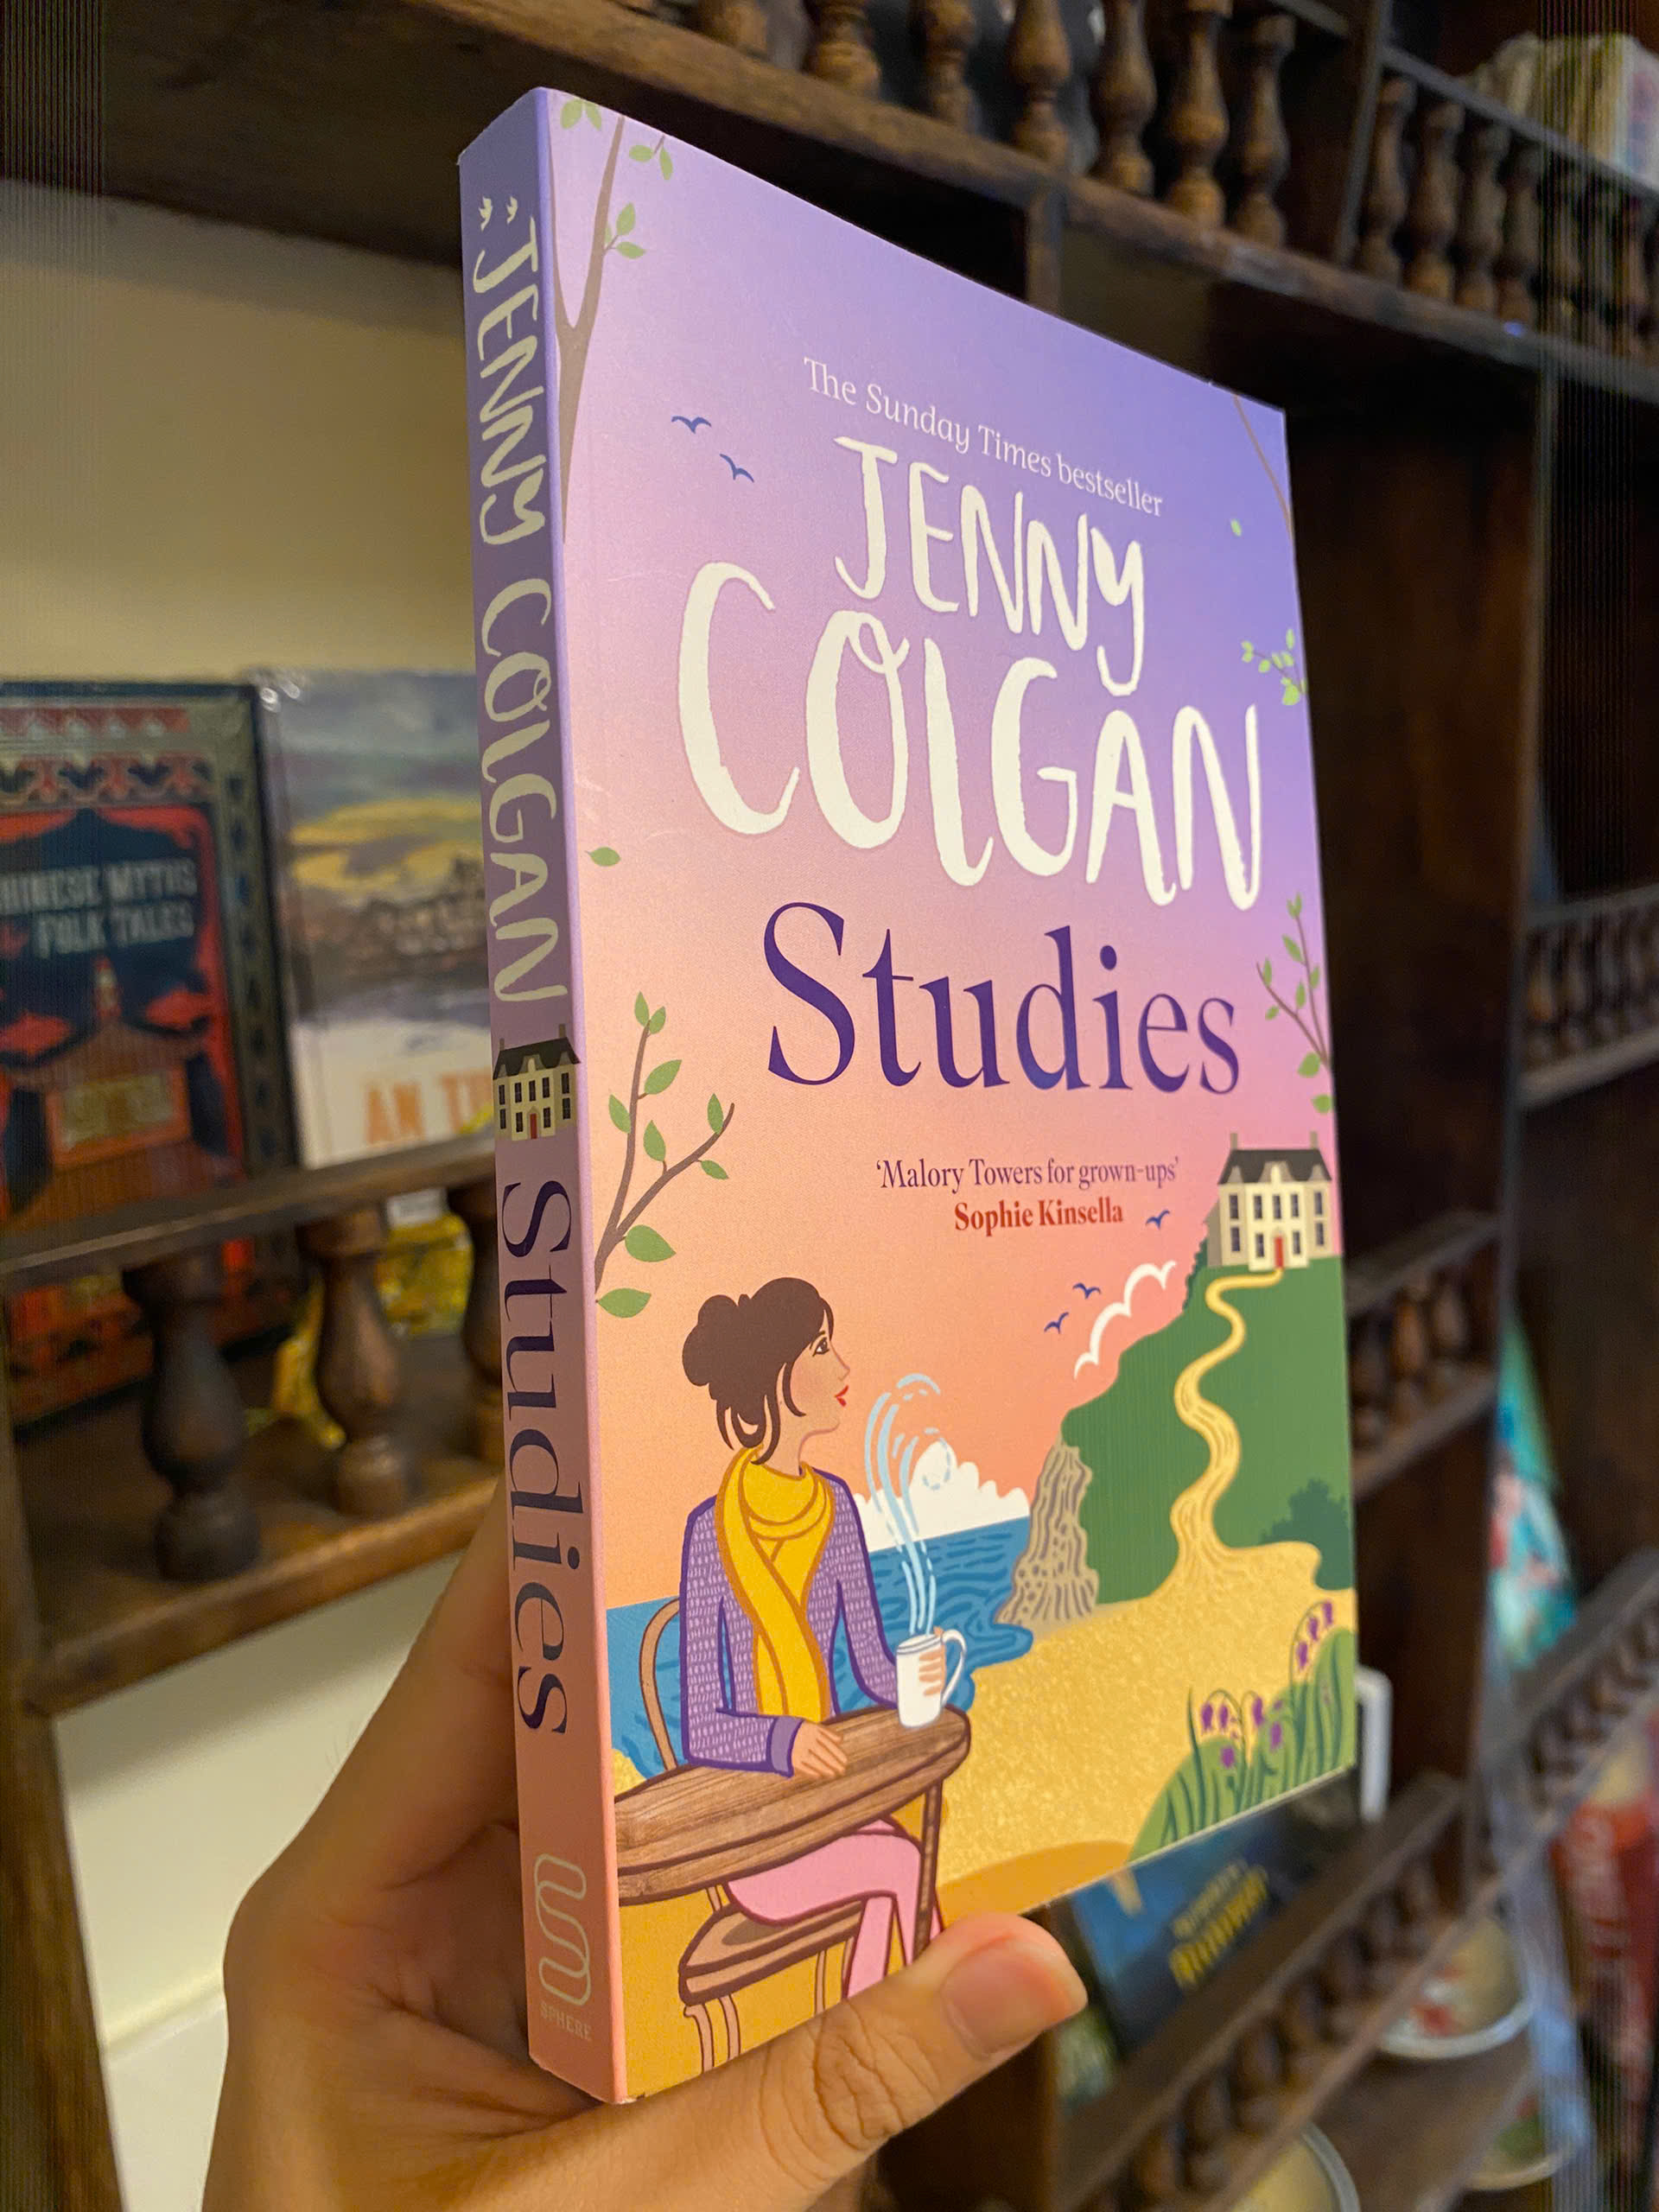 JENNY COLGAN Studies
SPHERE
The Sunday Times bestseller
JENNY
COLGAN
Studies
‘Malory Towers for grown-ups’
Sophie Kinsella
CHINESE MYTHS
FOLK TALES
AN